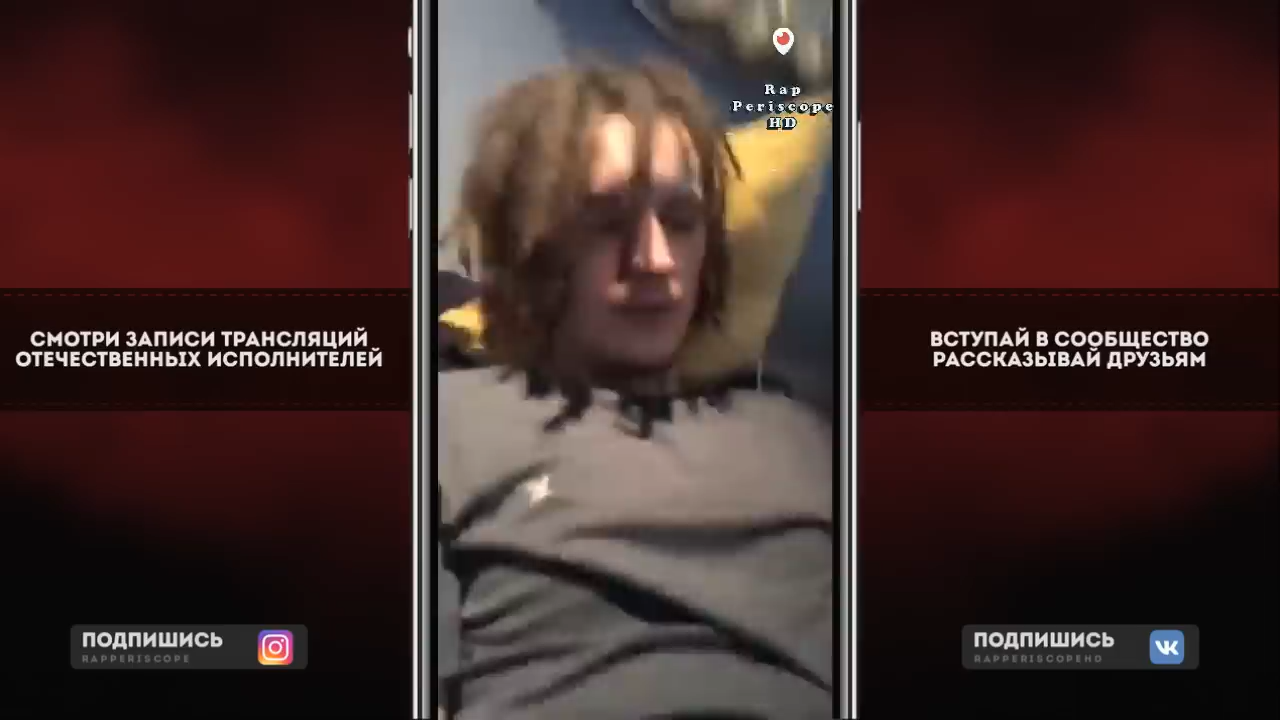 Rap
Periscope
HD
СМОТРИ ЗАПИСИ ТРАНСЛЯЦИЙ
ОТЕЧЕСТВЕННЫХ ИСПОЛНИТЕЛЕЙ
ВСТУПАЙ В СООБЩЕСТВО
РАССКАЗЫВАЙ ДРУЗЬЯМ
ПОДПИШИСЬ
RAPPERISCOPE
ПОДПИШИСЬ
RAPPERISCOPEHD